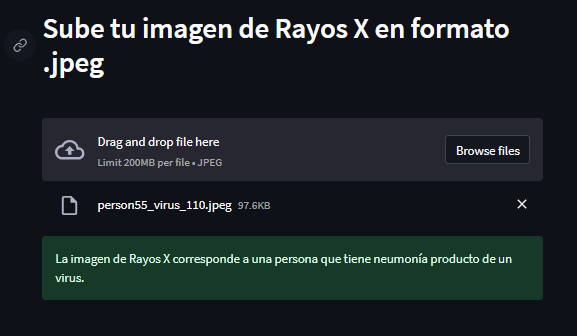 Sube tu imagen de Rayos X en formato
.jpeg
Drag and drop file here
Limit 200MB per file • JPEG
Browse files
person55_virus_110.jpeg 97.6KB
La imagen de Rayos X corresponde a una persona que tiene neumonía producto de un
virus.